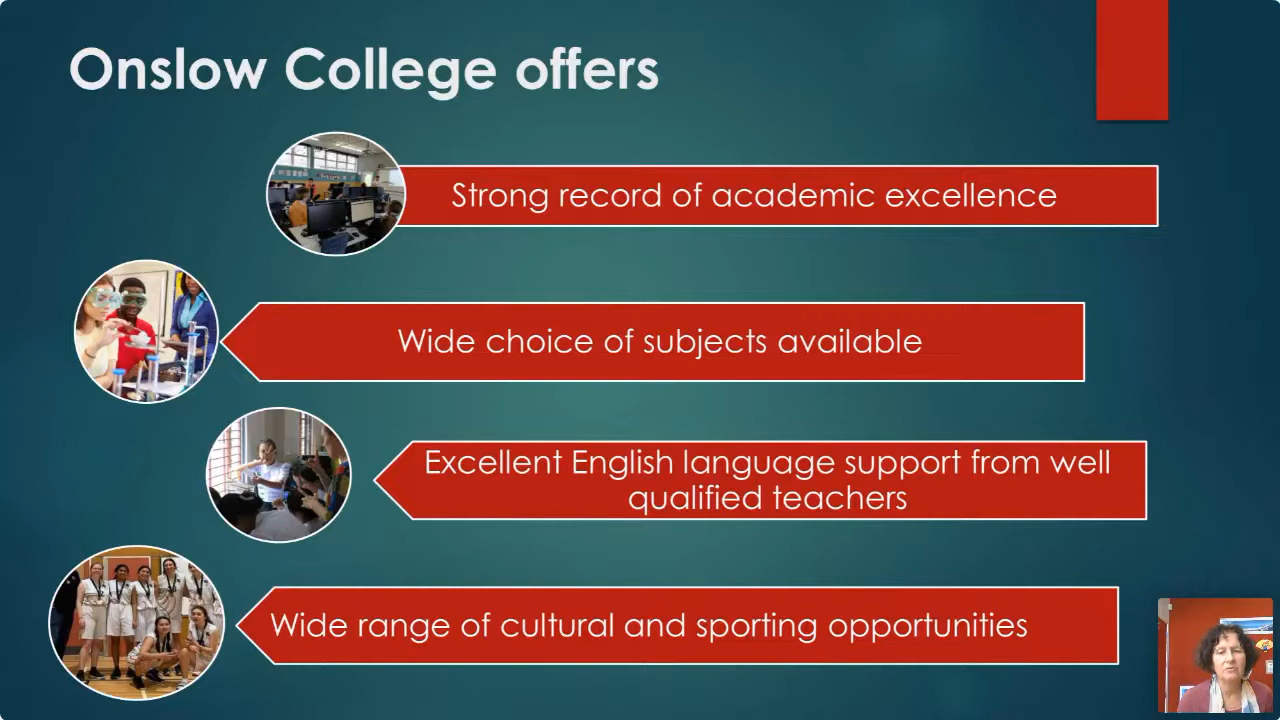 Onslow College offers
Strong record of academic excellence
Wide choice of subjects available
Excellent English language support from well
qualified teachers
Wide range of cultural and sporting opportunities